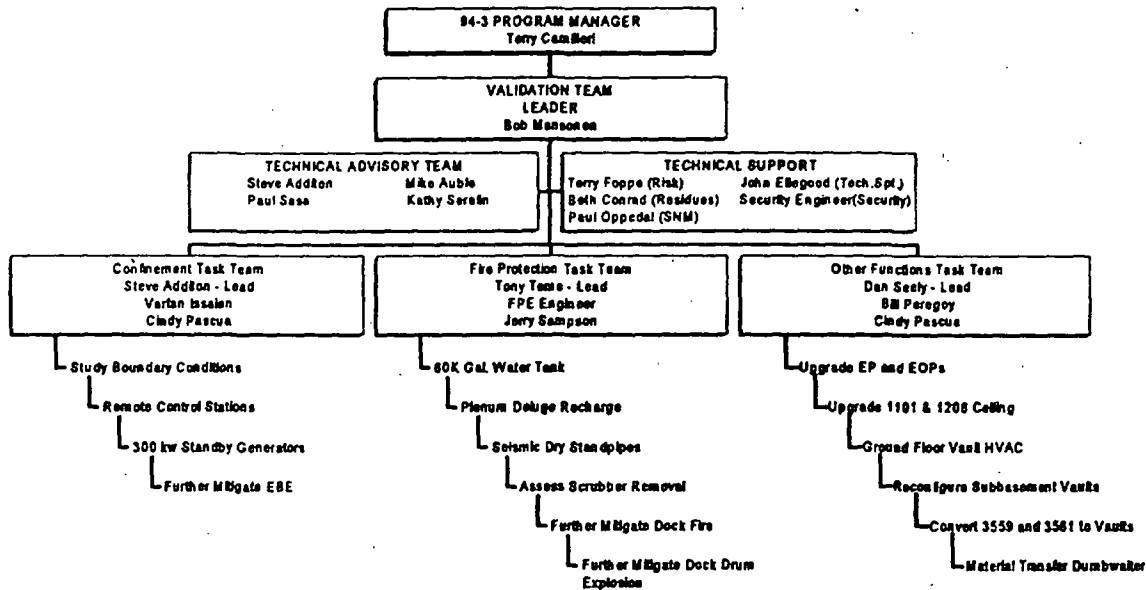 94-3 PROGRAM MANAGER
Terry Camilleri
VALIDATION TEAM
LEADER
Bob Mansonen
TECHNICAL ADVISORY TEAM
Steve Additon Mike Auble
Paul Sasa Kathy Serafin
TECHNICAL SUPPORT
Terry Foppe (Risk) John Ellegood (Tech.Spt.)
Beth Conrad (Residues) Security Engineer(Security)
Paul Oppedal (SNM)
Confinement Task Team
Steve Additon - Lead
Vartan Issaian
Cindy Pascua
Fire Protection Task Team
Tony Tome - Lead
FPE Engineer
Jerry Sampson
Other Functions Task Team
Dan Seely - Lead
Bill Peregoy
Cindy Pascua
Study Boundary Conditions
Remote Control Stations
300 kw Standby Generators
Further Mitigate EBE
60K Gal. Water Tank
Plenum Deluge Recharge
Seismic Dry Standpipes
Assess Scrubber Removal
Further Mitigate Dock Fire
Further Mitigate Dock Drum
Explosion
Upgrade EP and EOPs
Upgrade 1101 & 1206 Ceiling
Ground Floor Vault HVAC
Reconfigure Subbasement Vaults
Convert 3559 and 3561 to Vaults
Material Transfer Dumbwaiter